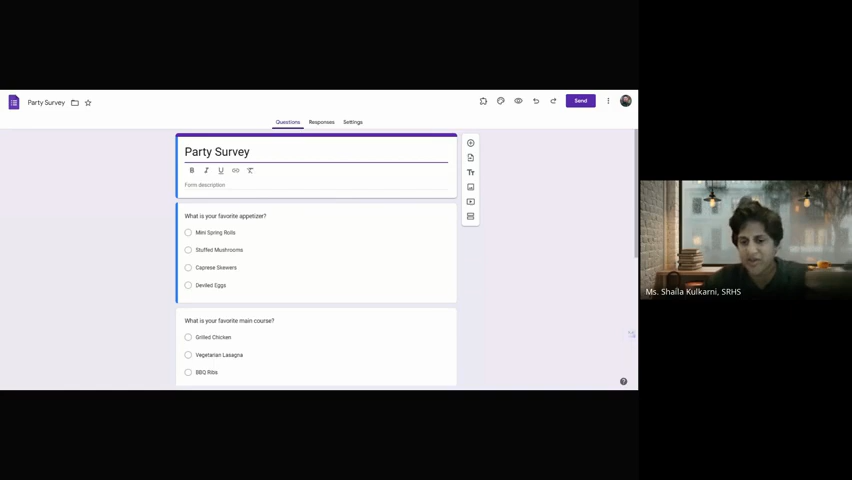 Party Survey
Send
Questions Responses Settings
Party Survey
B I U
Form description
What is your favorite appetizer?
Mini Spring Rolls
Stuffed Mushrooms
Caprese Skewers
Deviled Eggs
What is your favorite main course?
Grilled Chicken
Vegetarian Lasagna
BBQ Ribs
Tт
Ms. Shaila Kulkarni, SRHS